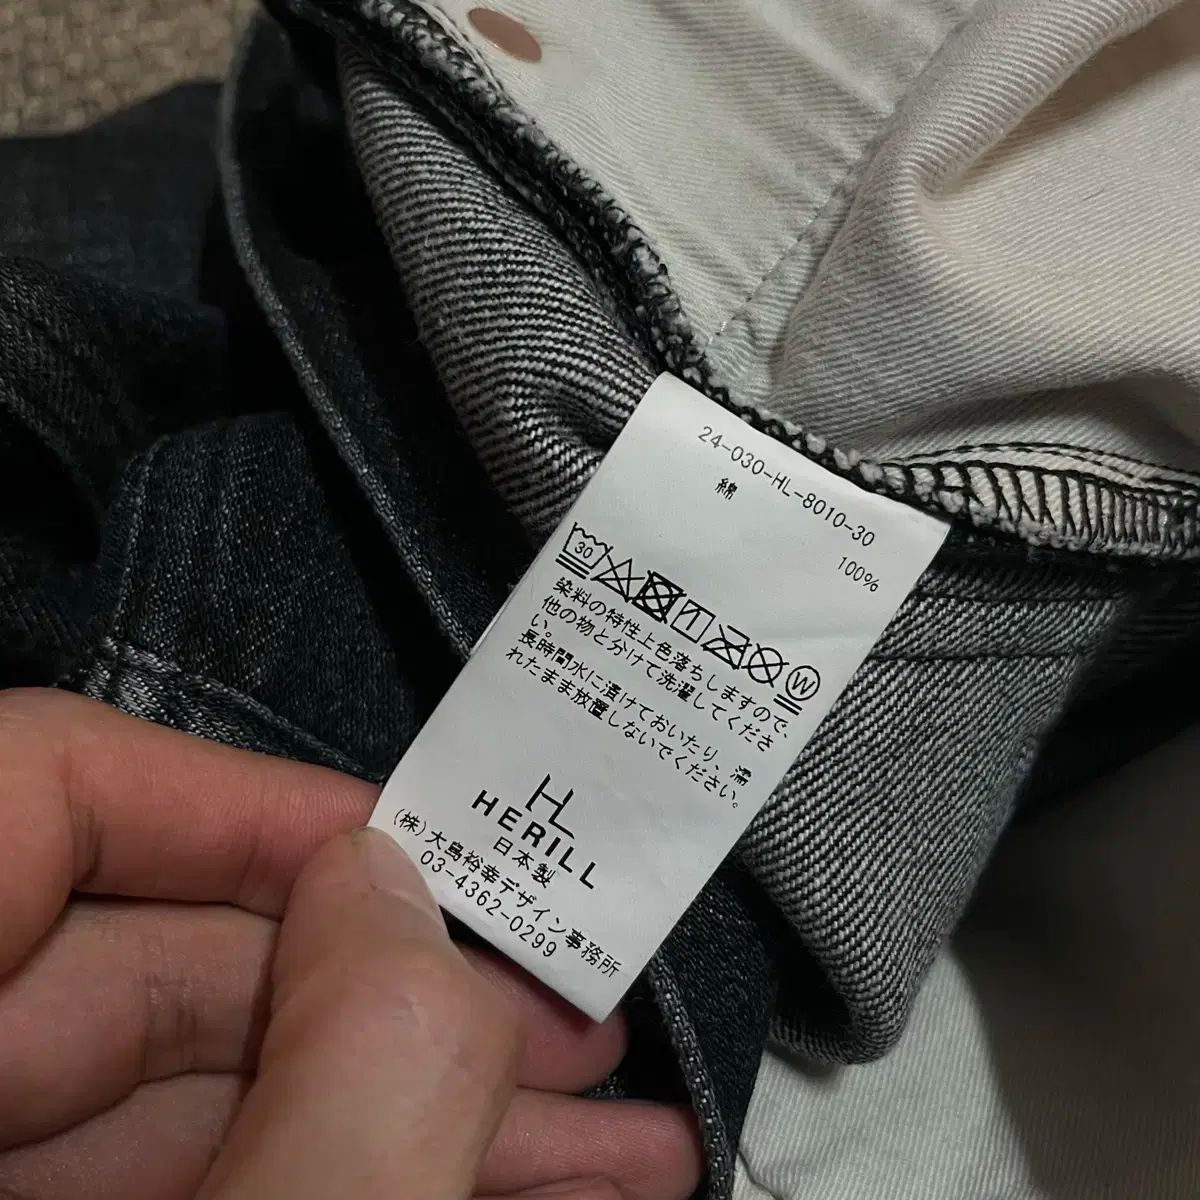 24-030-HL-8010-30
綿 100%
30
W
染料の特性上色落ちしますので、
他の物と分けて洗濯してくださ
い。
長時間水に漬けておいたり、濡
れたまま放置しないでください。
HL
HERILL
日本製
(株)大島裕幸デザイン事務所
03-4362-0299